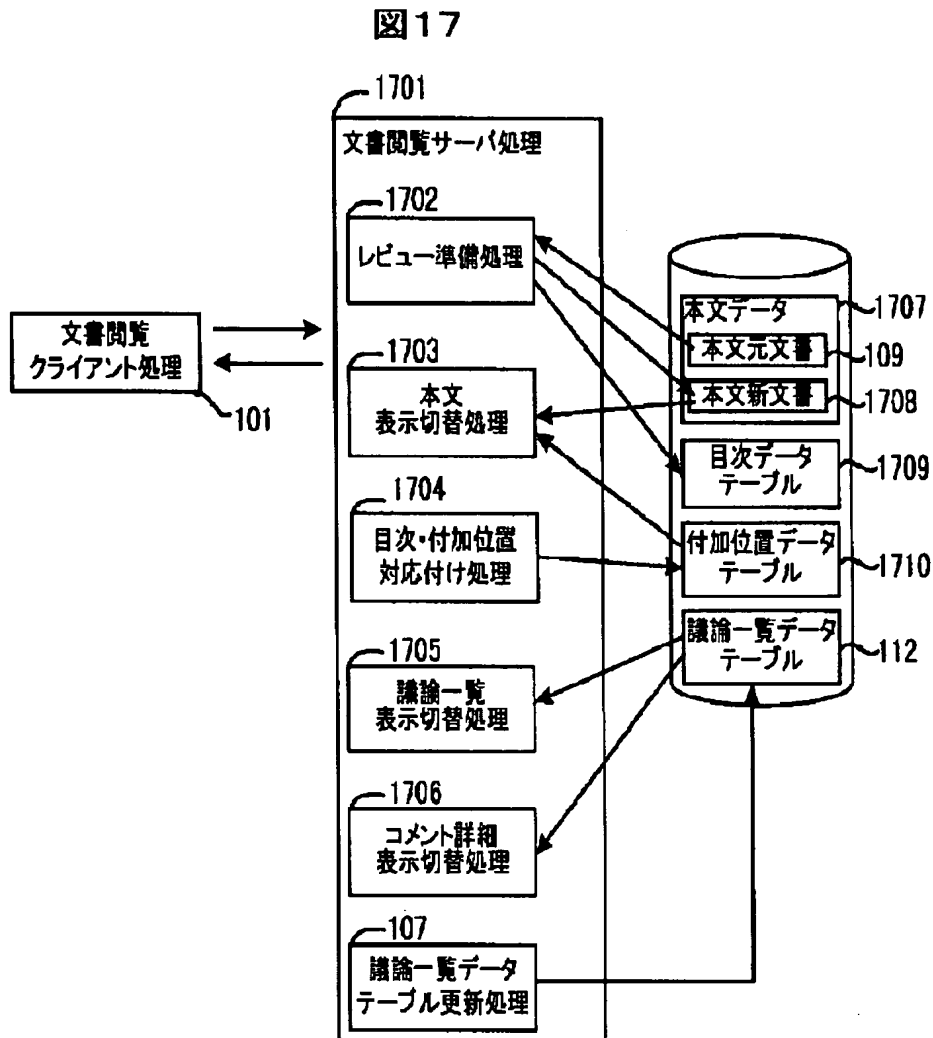 図17
1701
文書閲覧サーバ処理
1702
レビュー準備処理
文書閲覧
クライアント処理
101
1703
本文
表示切替処理
1704
目次・付加位置
対応付け処理
1705
議論一覧
表示切替処理
1706
コメント詳細
表示切替処理
107
議論一覧データ
テーブル更新処理
本文データ
1707
本文元文書
109
本文新文書
1708
目次データ
テーブル
1709
付加位置データ
テーブル
1710
議論一覧データ
テーブル
112